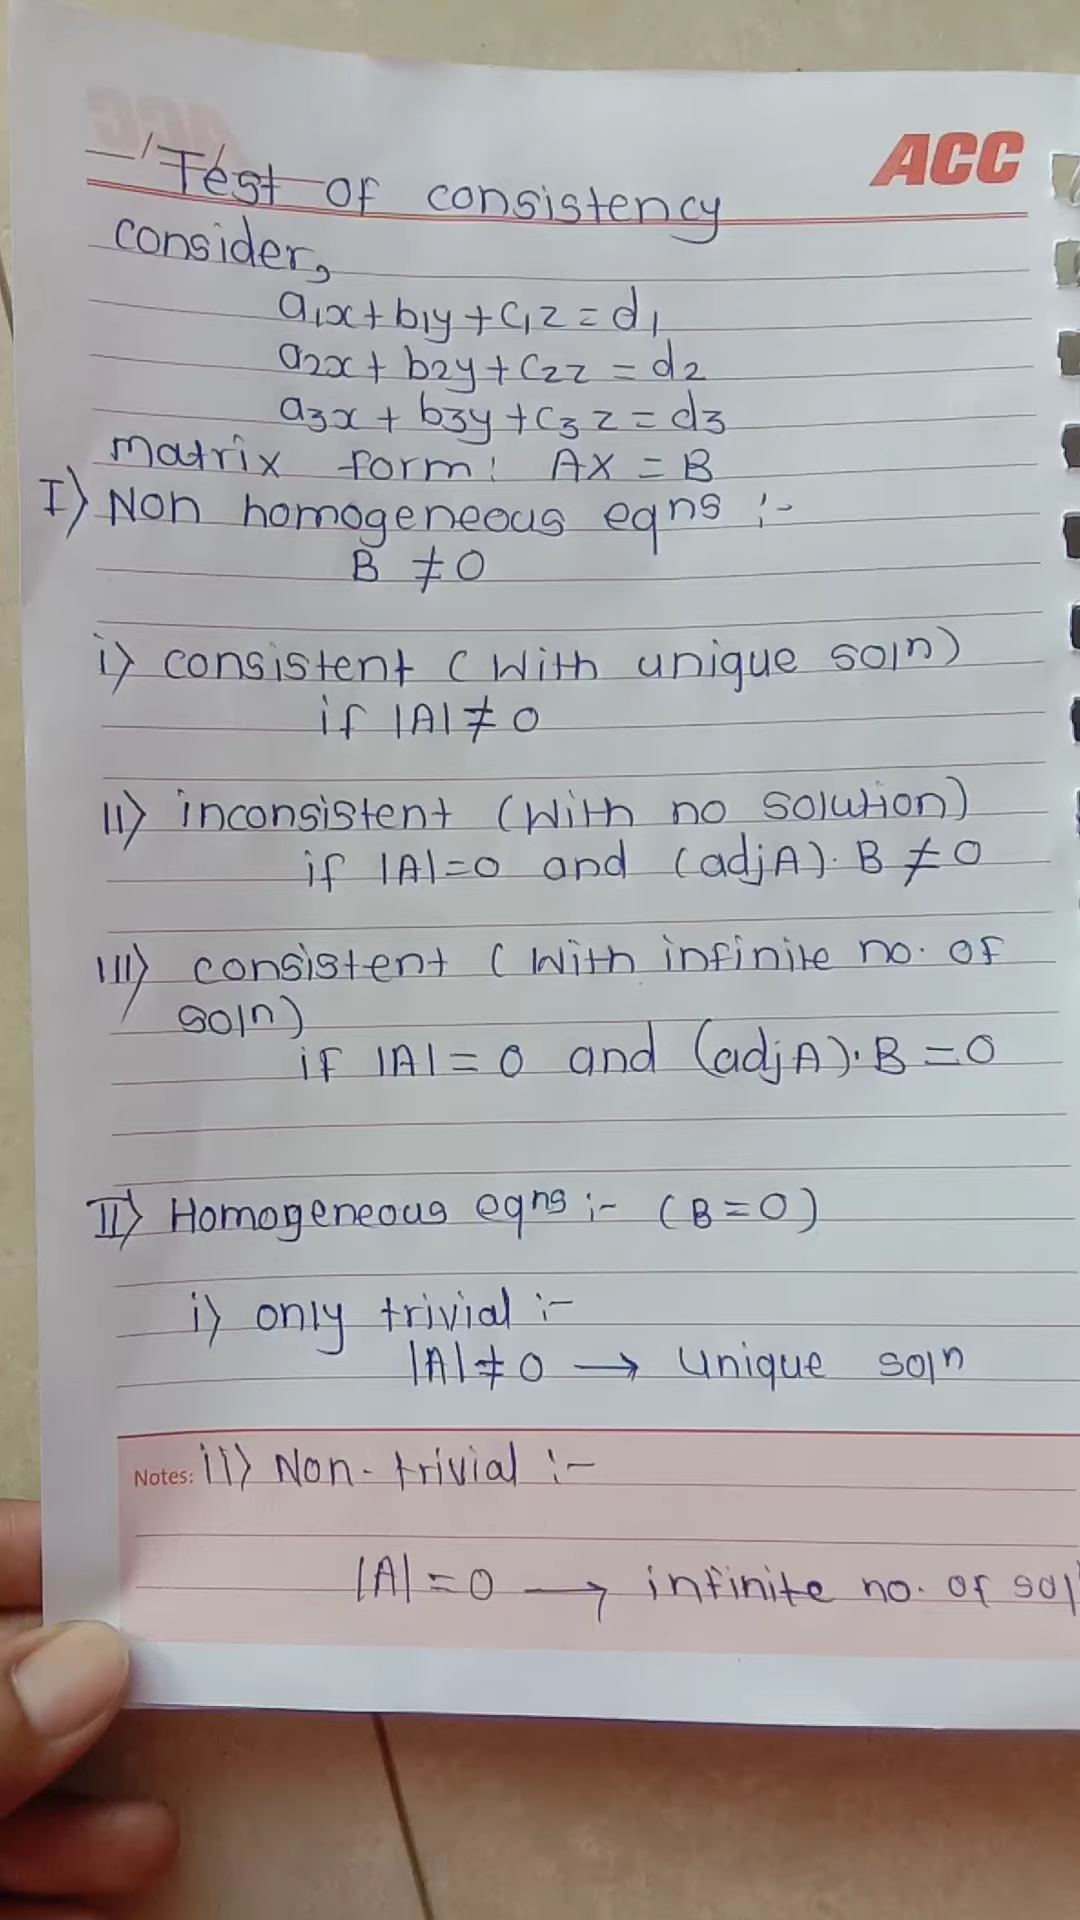 ACC
Test of consistency
consider,
a1x + b1y + c1z = d1
a2x + b2y + c2z = d2
a3x + b3y + c3z = d3
matrix form: AX = B
I) Non homogeneous eqns :-
B ≠ 0
i) consistent (with unique soln)
if |A| ≠ 0
ii) inconsistent (with no solution)
if |A| = 0 and (adjA). B ≠ 0
iii) consistent (with infinite no. of
soln)
if |A| = 0 and (adjA). B = 0
II) Homogeneous eqns :- (B = 0)
i) only trivial :-
|A| ≠ 0 → unique soln
Notes: ii) Non-trivial :-
|A| = 0 → infinite no. of sol